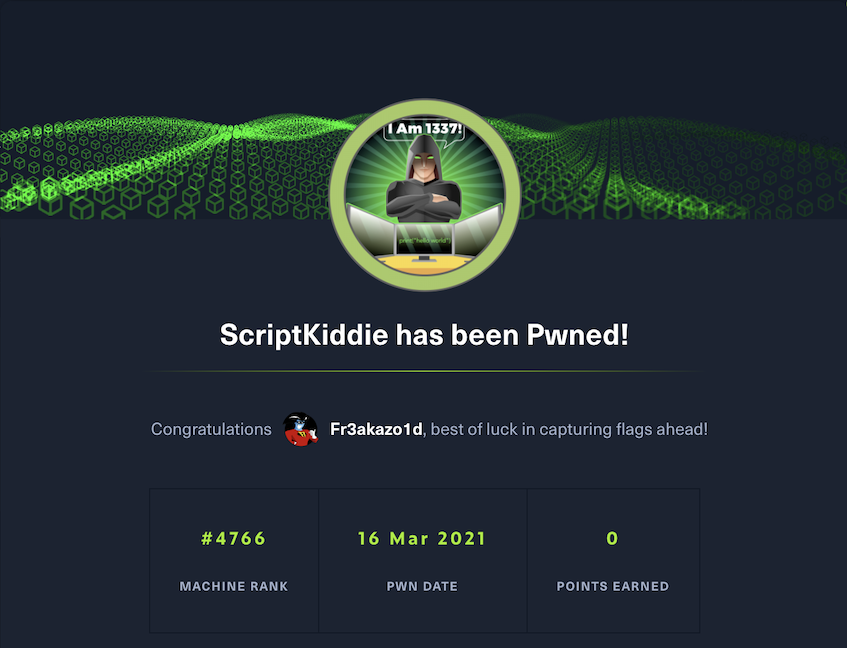 I Am 1337!
print("hello world")
ScriptKiddie has been Pwned!
Congratulations Fr3akazo1d, best of luck in capturing flags ahead!
#4766 16 Mar 2021 0
MACHINE RANK PWN DATE POINTS EARNED